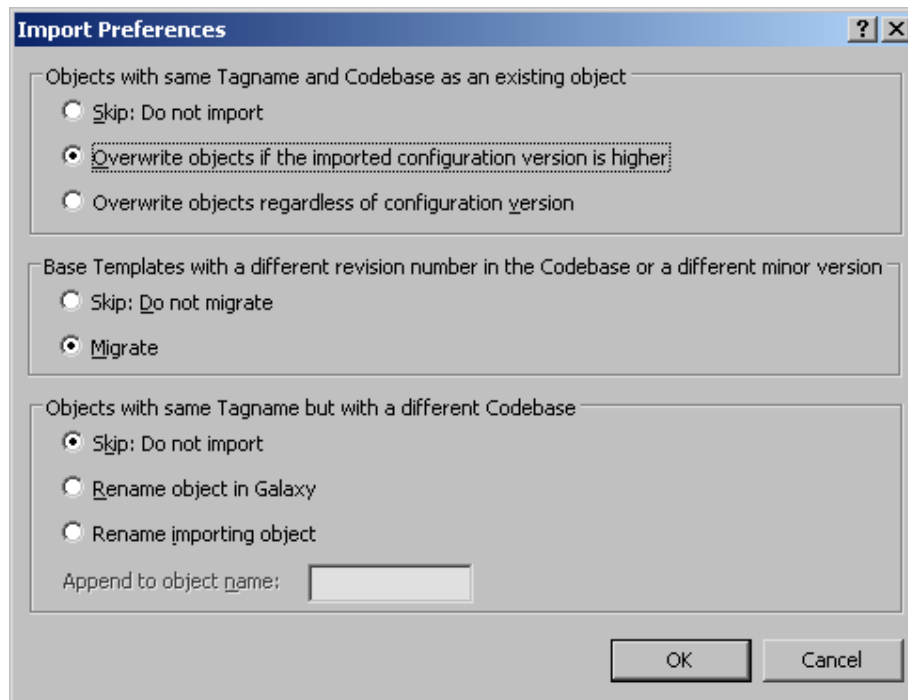 Import Preferences
Objects with same Tagname and Codebase as an existing object
Skip: Do not import
Overwrite objects if the imported configuration version is higher
Overwrite objects regardless of configuration version
Base Templates with a different revision number in the Codebase or a different minor version
Skip: Do not migrate
Migrate
Objects with same Tagname but with a different Codebase
Skip: Do not import
Rename object in Galaxy
Rename importing object
Append to object name:
OK Cancel